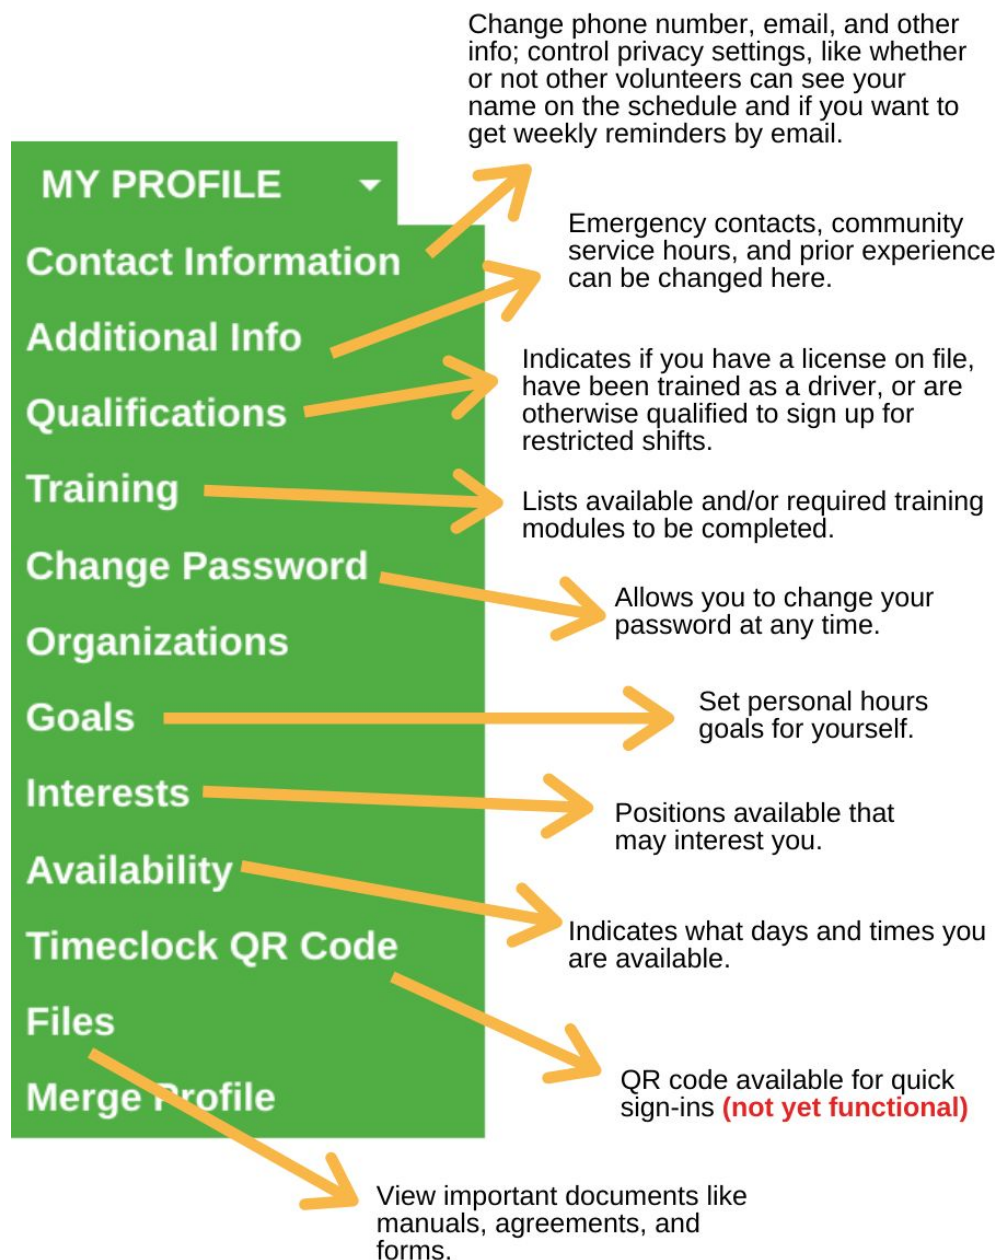 Change phone number, email, and other
info; control privacy settings, like whether
or not other volunteers can see your
name on the schedule and if you want to
get weekly reminders by email.
MY PROFILE
Contact Information
Emergency contacts, community
service hours, and prior experience
can be changed here.
Additional Info
Indicates if you have a license on file,
have been trained as a driver, or are
otherwise qualified to sign up for
restricted shifts.
Qualifications
Training
Lists available and/or required training
modules to be completed.
Change Password
Allows you to change your
password at any time.
Organizations
Goals
Set personal hours
goals for yourself.
Interests
Positions available that
may interest you.
Availability
Indicates what days and times you
are available.
Timeclock QR Code
QR code available for quick
sign-ins (not yet functional)
Files
Merge Profile
View important documents like
manuals, agreements, and
forms.